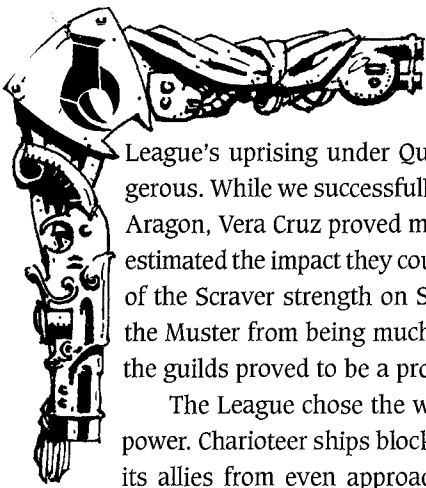 League’s uprising under Qu
gerous. While we successfull
Aragon, Vera Cruz proved m
estimated the impact they cou
of the Scraver strength on S
the Muster from being much
the guilds proved to be a pro
The League chose the w
power. Charioteer ships block
its allies from even approac